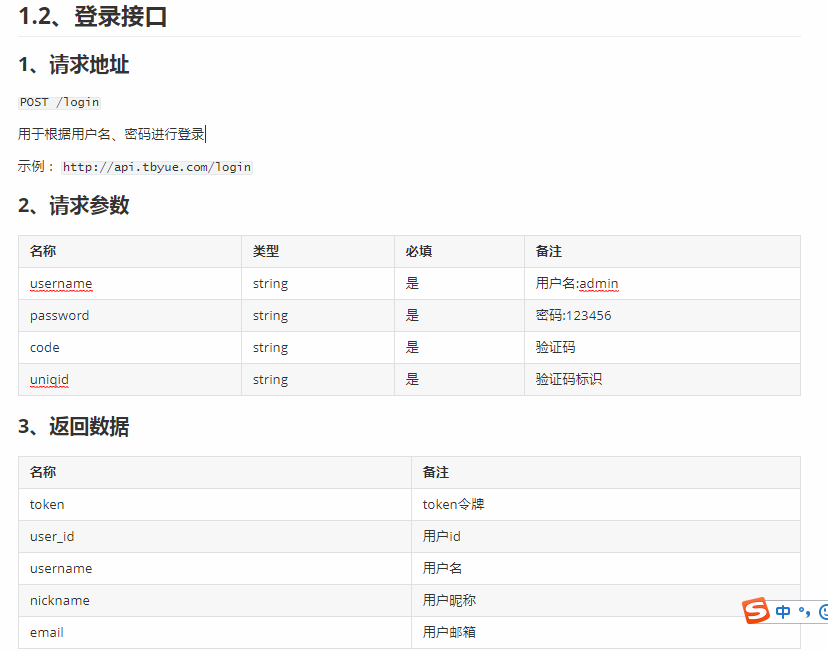 1.2、登录接口
1、请求地址
POST /login
用于根据用户名、密码进行登录
示例： http://api.tbyue.com/login
2、请求参数
名称 类型 必填 备注
username string 是 用户名:admin
password string 是 密码:123456
code string 是 验证码
uniqid string 是 验证码标识
3、返回数据
名称 备注
token token令牌
user_id 用户id
username 用户名
nickname 用户昵称
email 用户邮箱
S 中 °,